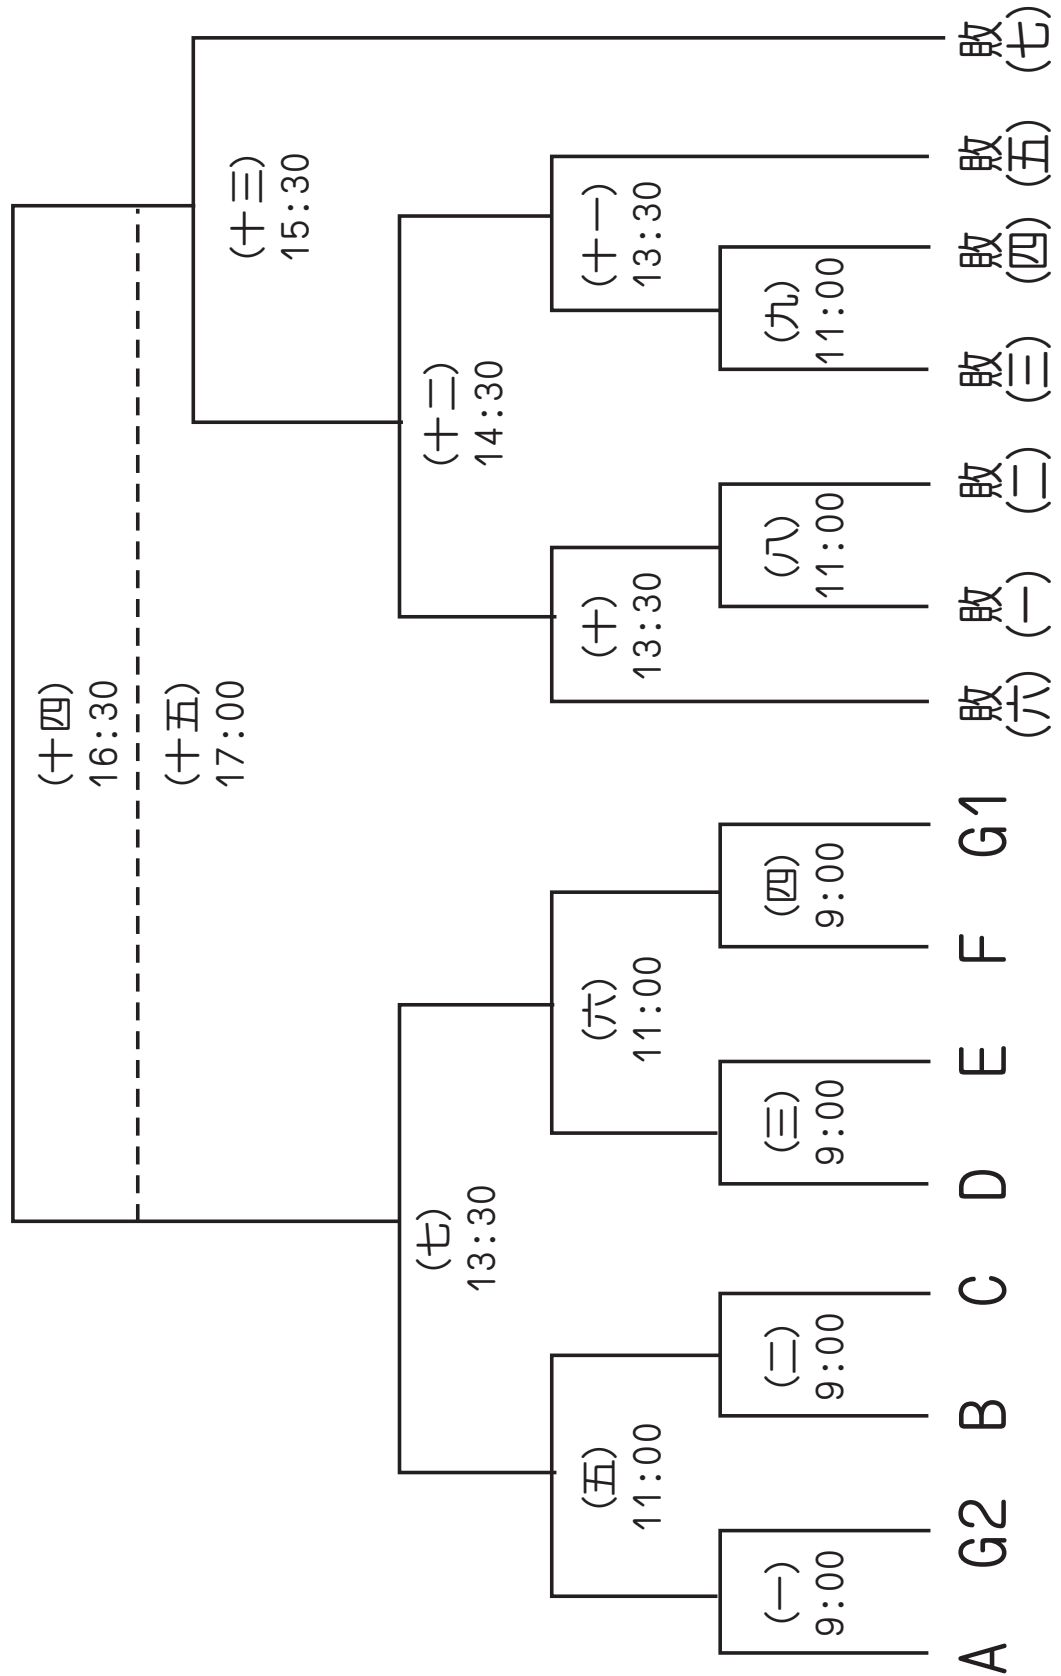 (十四)
16:30
(十五)
17:00
(十三)
15:30
(七)
13:30
(十二)
14:30
(五)
11:00
(六)
11:00
(十)
13:30
(十一)
13:30
(一)
9:00
(二)
9:00
(三)
9:00
(四)
9:00
(八)
11:00
(九)
11:00
A
G2
B
C
D
E
F
G1
敗
(六)
敗
(一)
敗
(二)
敗
(三)
敗
(四)
敗
(五)
敗
(七)